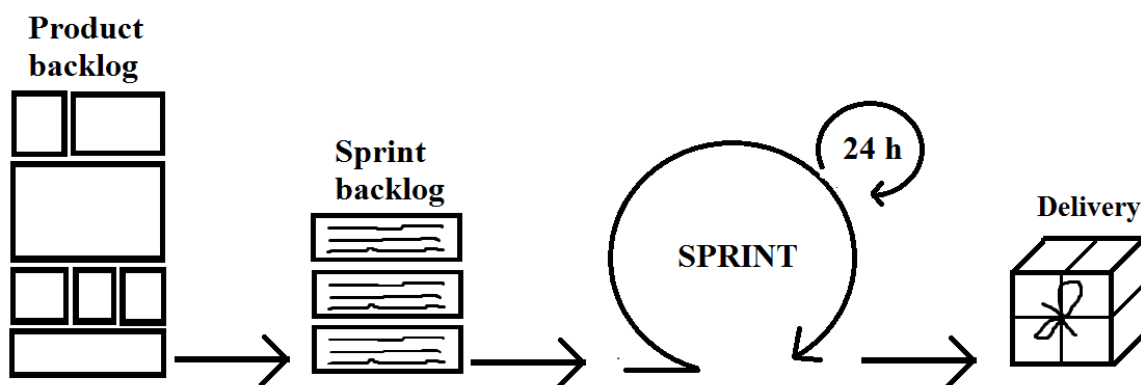 Product
backlog
Sprint
backlog
24 h
SPRINT
Delivery